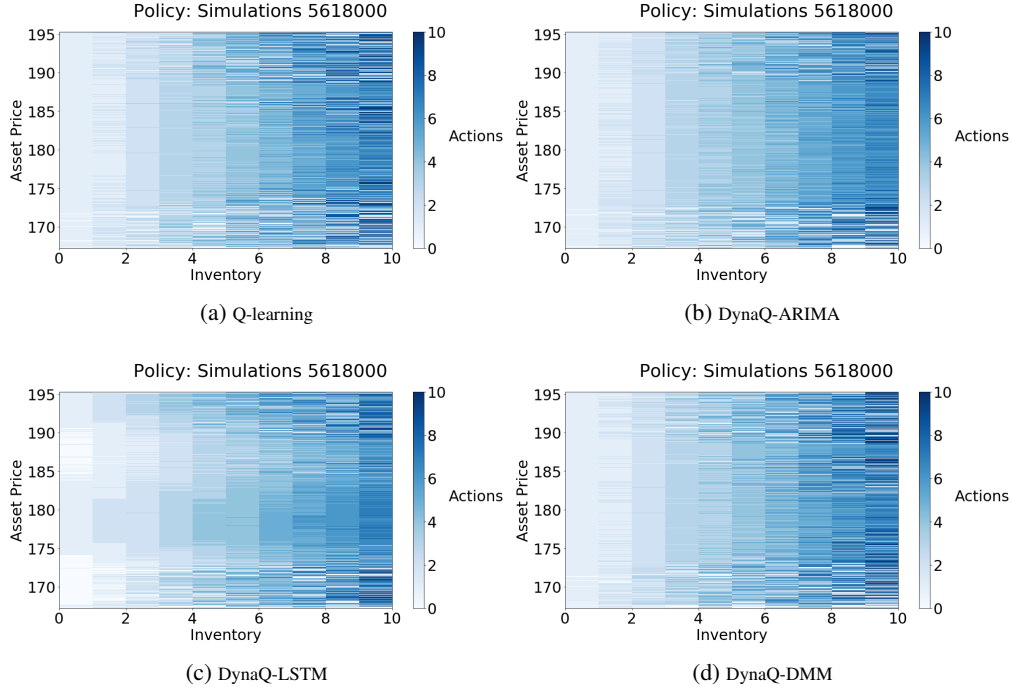 Policy: Simulations 5618000
Asset Price
195
190
185
180
175
170
0 2 4 6 8 10
Inventory
10
8
6
4
2
0
Actions
(a) Q-learning
Policy: Simulations 5618000
Asset Price
195
190
185
180
175
170
0 2 4 6 8 10
Inventory
10
8
6
4
2
0
Actions
(b) DynaQ-ARIMA
Policy: Simulations 5618000
Asset Price
195
190
185
180
175
170
0 2 4 6 8 10
Inventory
10
8
6
4
2
0
Actions
(c) DynaQ-LSTM
Policy: Simulations 5618000
Asset Price
195
190
185
180
175
170
0 2 4 6 8 10
Inventory
10
8
6
4
2
0
Actions
(d) DynaQ-DMM